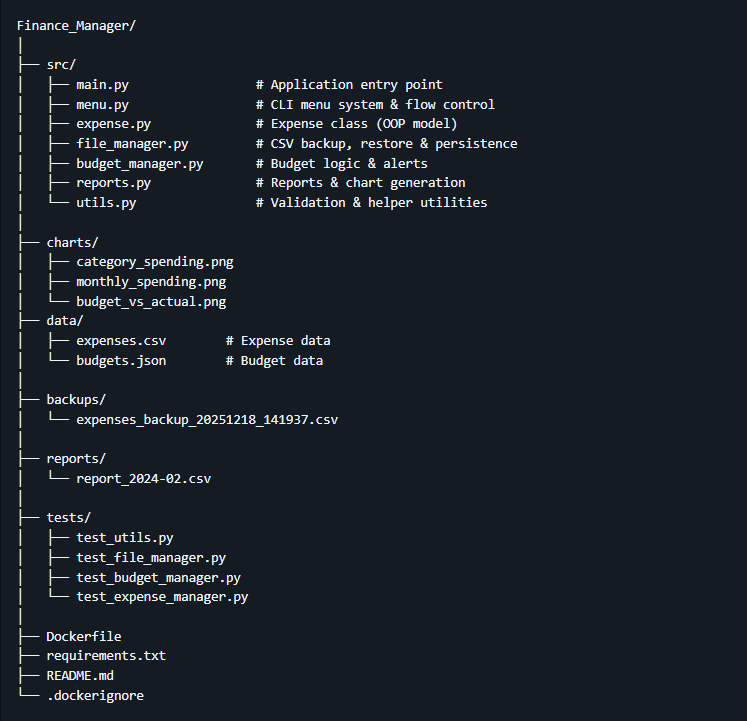 Finance_Manager/
│
├── src/
│   ├── main.py                 # Application entry point
│   ├── menu.py                 # CLI menu system & flow control
│   ├── expense.py              # Expense class (OOP model)
│   ├── file_manager.py         # CSV backup, restore & persistence
│   ├── budget_manager.py       # Budget logic & alerts
│   ├── reports.py              # Reports & chart generation
│   └── utils.py                # Validation & helper utilities
│
├── charts/
│   ├── category_spending.png
│   ├── monthly_spending.png
│   └── budget_vs_actual.png
├── data/
│   ├── expenses.csv        # Expense data
│   └── budgets.json        # Budget data
│
├── backups/
│   └── expenses_backup_20251218_141937.csv
│
├── reports/
│   └── report_2024-02.csv
│
├── tests/
│   ├── test_utils.py
│   ├── test_file_manager.py
│   ├── test_budget_manager.py
│   └── test_expense_manager.py
│
├── Dockerfile
├── requirements.txt
├── README.md
└── .dockerignore